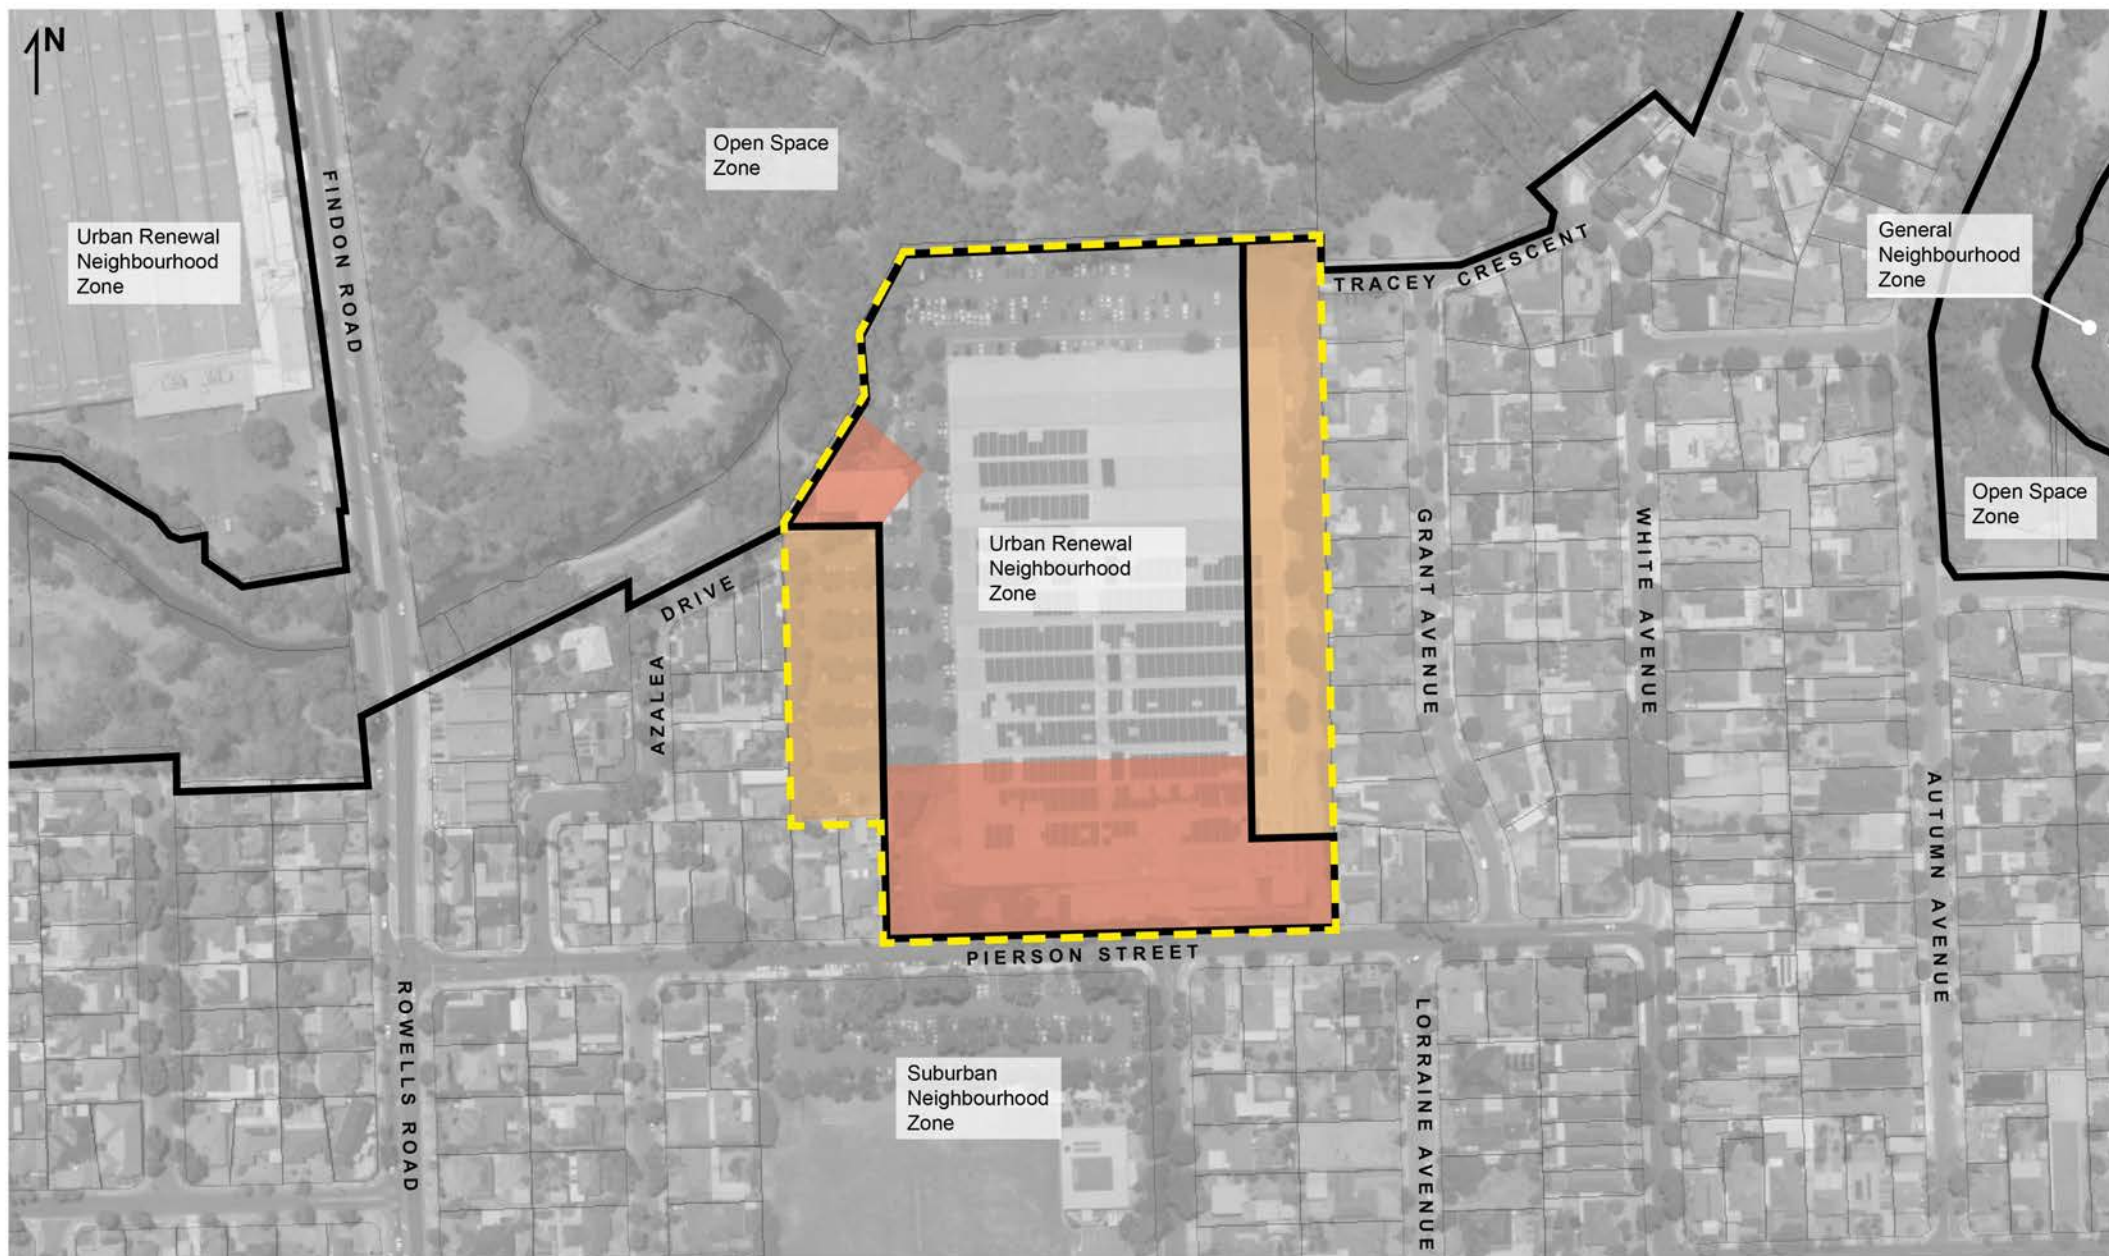 N
Open Space
Zone
Urban Renewal
Neighbourhood
Zone
FINDON ROAD
General
Neighbourhood
Zone
TRACEY CRESCENT
Open Space
Zone
Urban Renewal
Neighbourhood
Zone
GRANT AVENUE
WHITE AVENUE
AZALEA DRIVE
AUTUMN AVENUE
PIERSON STREET
ROWELLS ROAD
LORRAINE AVENUE
Suburban
Neighbourhood
Zone